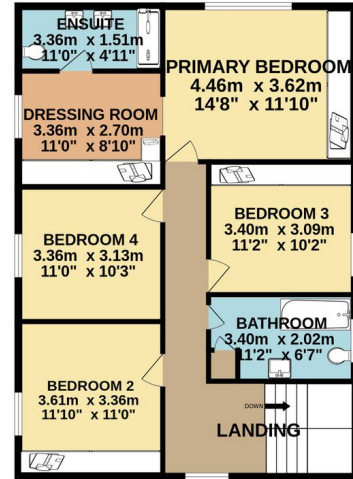 ENSUITE
3.36m x 1.51m
11'0" x 4'11"
PRIMARY BEDROOM
4.46m x 3.62m
14'8" x 11'10"
DRESSING ROOM
3.36m x 2.70m
11'0" x 8'10"
BEDROOM 3
3.40m x 3.09m
11'2" x 10'2"
BEDROOM 4
3.36m x 3.13m
11'0" x 10'3"
BATHROOM
3.40m x 2.02m
11'2" x 6'7"
BEDROOM 2
3.61m x 3.36m
11'10" x 11'0"
DOWN
LANDING